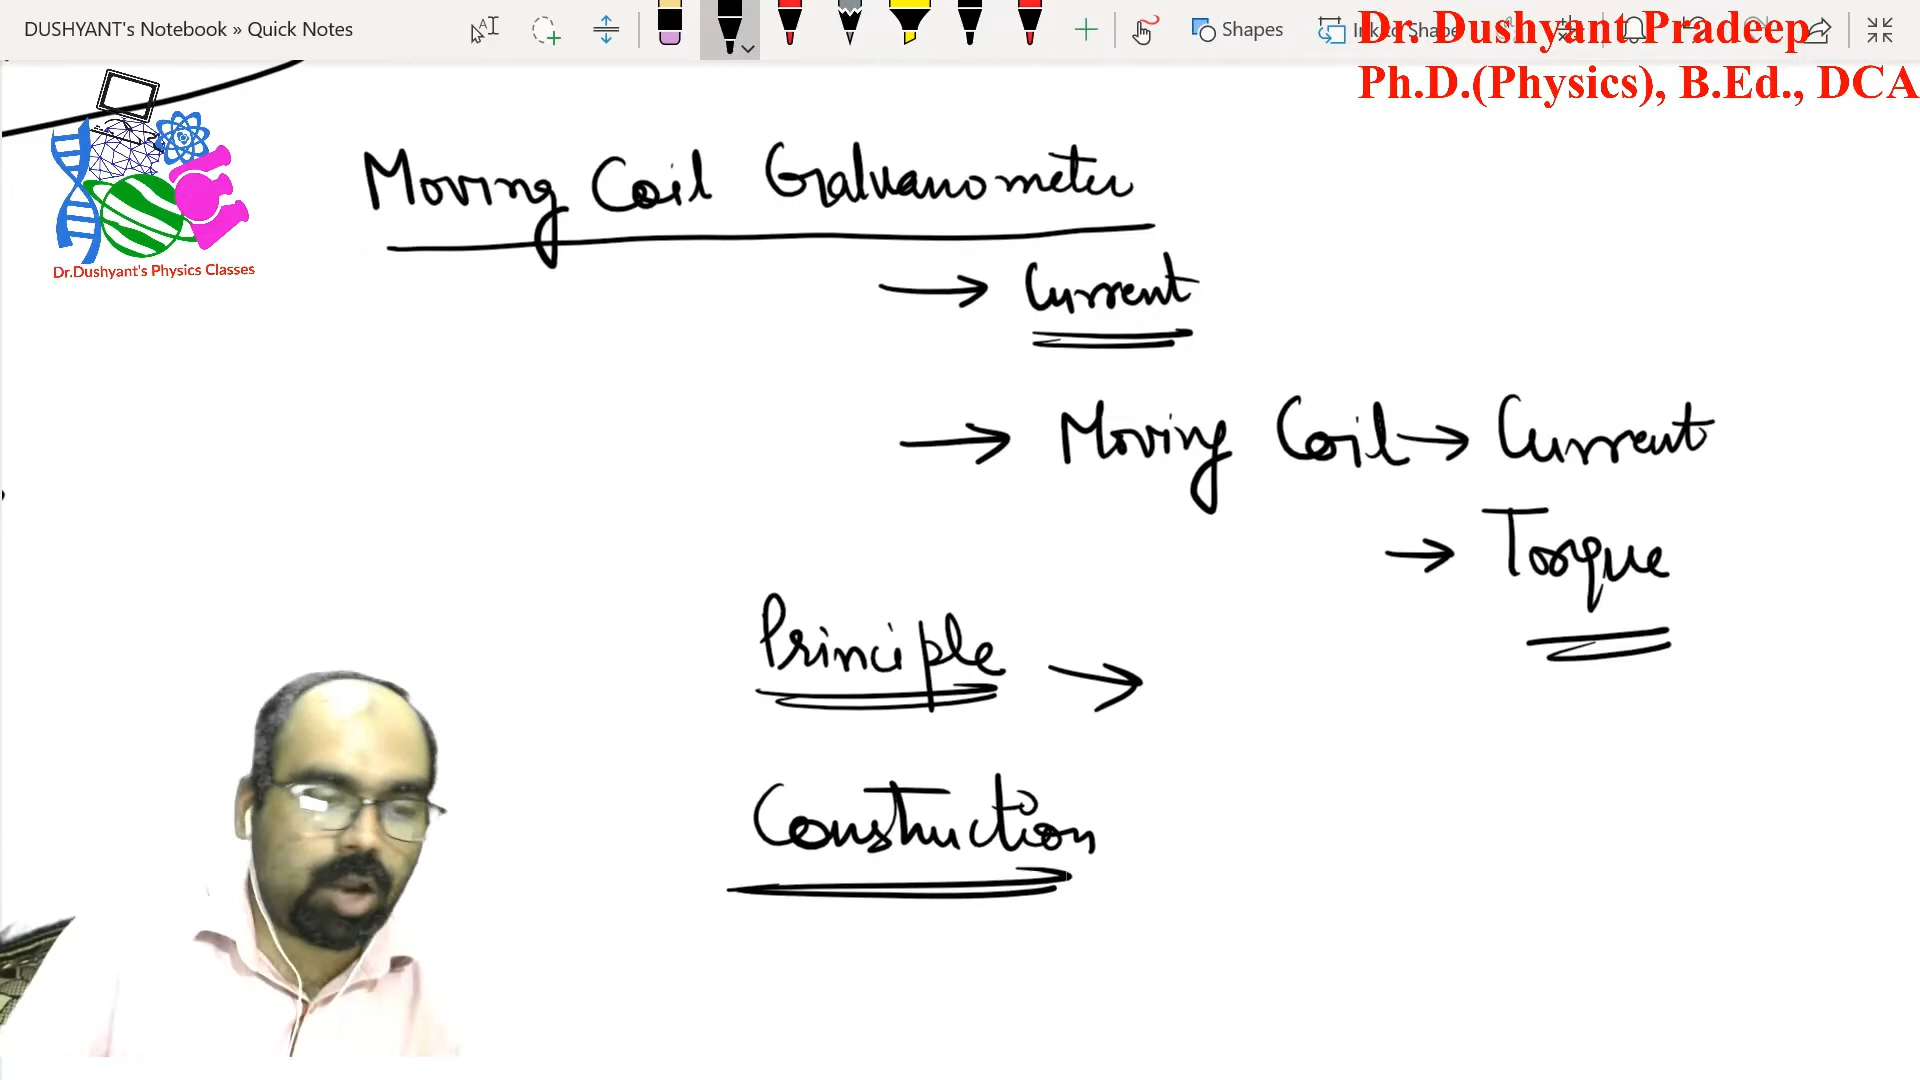 DUSHYANT's Notebook » Quick Notes
Shapes
Dr. Dushyant Pradeep
Ph.D.(Physics), B.Ed., DCA
Moving Coil Galvanometer
Dr.Dushyant's Physics Classes
→ Current
→ Moving Coil → Current
→ Torque
Principle →
Construction